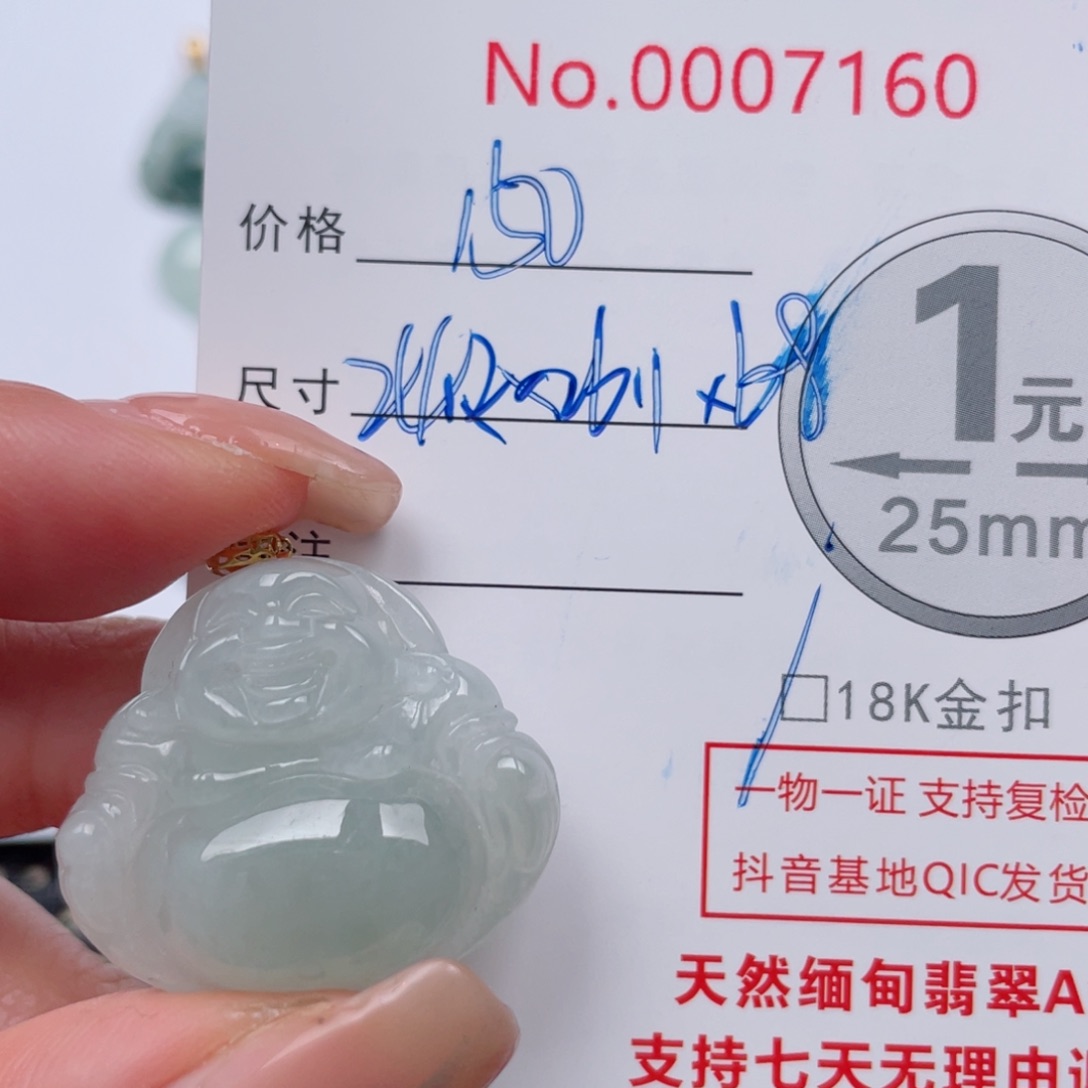 No.0007160
价格 150
尺寸
1元
25mm
注
18K金扣
一物一证 支持复检
抖音基地QIC发货
天然缅甸翡翠A
支持七天无理由